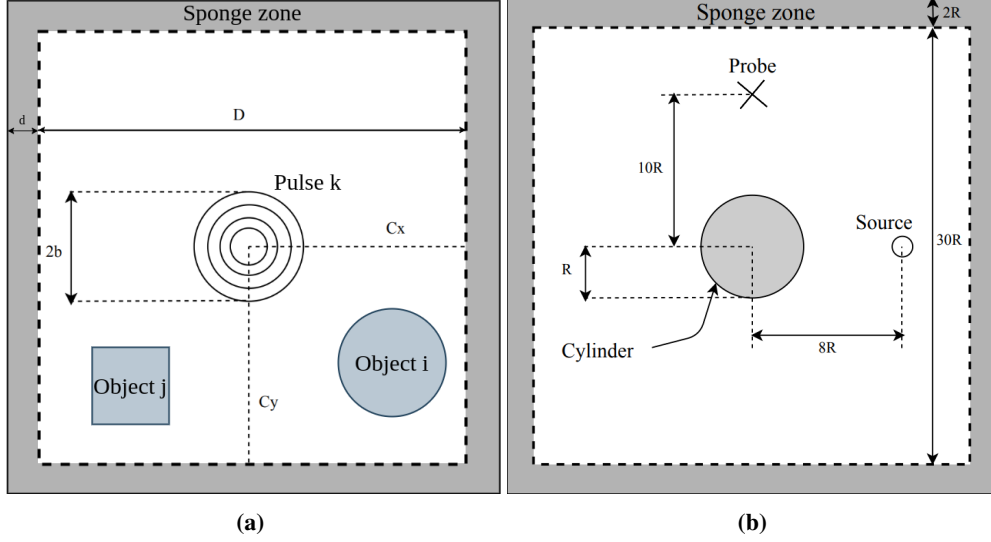 Sponge zone
d
D
Pulse k
2b
Cx
Cy
Object j
Object i
(a)
Sponge zone
2R
Probe
10R
Source
30R
R
8R
Cylinder
(b)